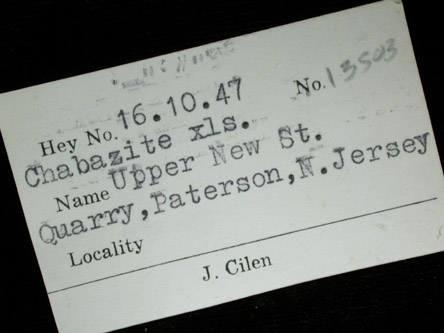 Hey No. 16.10.47 No. 13503
Chabazite xls.
Name Upper New St.
Quarry, Paterson, N. Jersey
Locality
J. Cilen